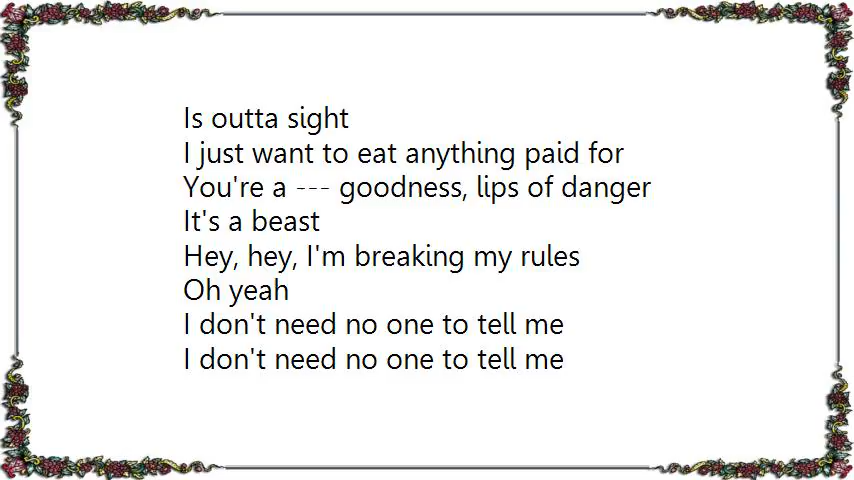 Is outta sight
I just want to eat anything paid for
You're a --- goodness, lips of danger
It's a beast
Hey, hey, I'm breaking my rules
Oh yeah
I don't need no one to tell me
I don't need no one to tell me